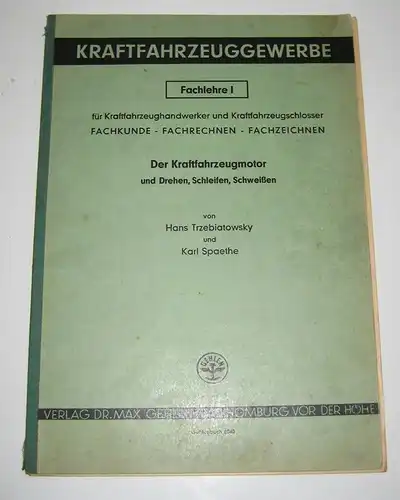 KRAFTFAHRZEUGGEWERBE
Fachlehre I
für Kraftfahrzeughandwerker und Kraftfahrzeugschlosser
FACHKUNDE - FACHRECHNEN - FACHZEICHNEN
Der Kraftfahrzeugmotor
und Drehen, Schleifen, Schweißen
von
Hans Trzebiatowsky
und
Karl Spaethe
GEHLEN
VERLAG DR. MAX GEHLEN HOMBURG VOR DER HÖHE